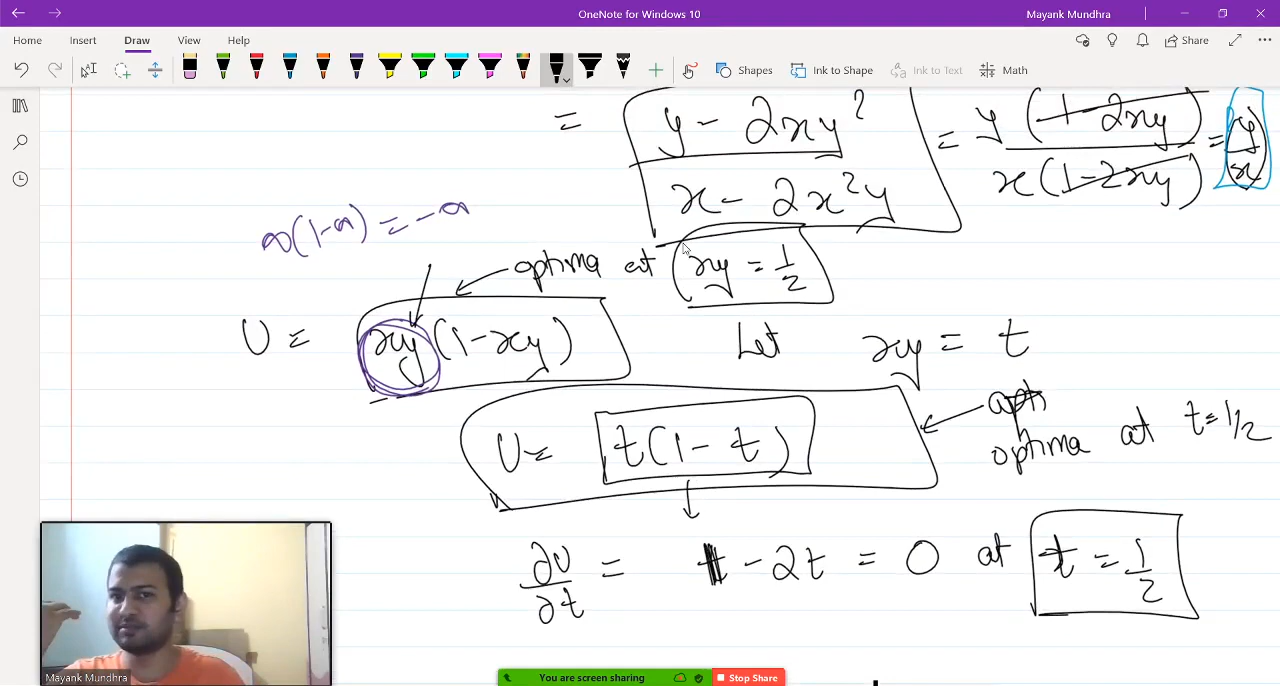 OneNote for Windows 10
Mayank Mundhra
Home Insert Draw View Help
Share
Shapes Ink to Shape Ink to Text Math
= y - 2xy² / x - 2x²y = y(1-2xy) / x(1-2xy) = y/x
∞(1-∞) = -∞
optima at xy = 1/2
U = xy(1-xy) Let xy = t
U = t(1-t)
optima at t=1/2
∂U/∂t = 1 - 2t = 0 at t = 1/2
Mayank Mundhra
You are screen sharing Stop Share